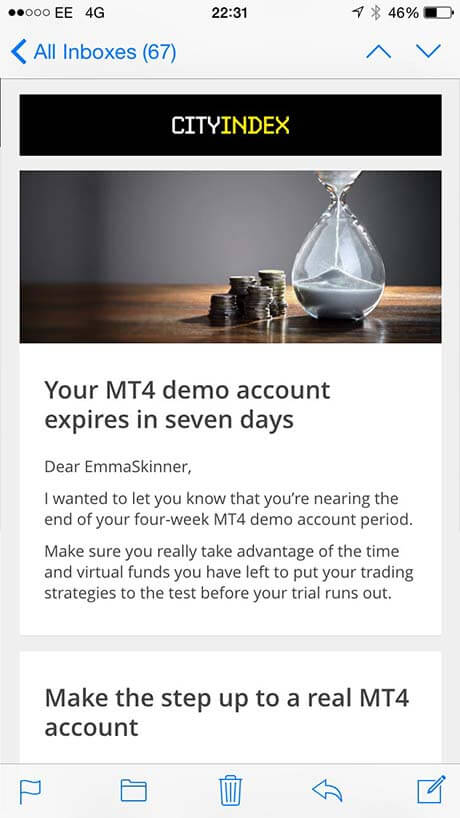 EE 4G 22:31 46%
All Inboxes (67)
CITYINDEX
Your MT4 demo account
expires in seven days
Dear EmmaSkinner,
I wanted to let you know that you're nearing the
end of your four-week MT4 demo account period.
Make sure you really take advantage of the time
and virtual funds you have left to put your trading
strategies to the test before your trial runs out.
Make the step up to a real MT4
account